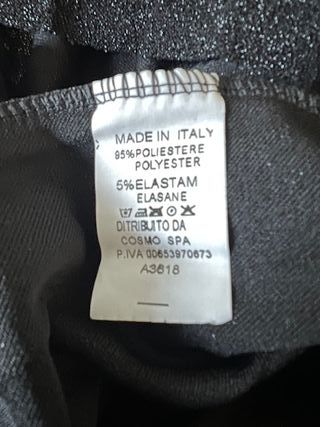 MADE IN ITALY
95%POLIESTERE
POLYESTER
5%ELASTAM
ELASANE
DITRIBUITO DA
COSMO SPA
P.IVA 00653970673
A3618